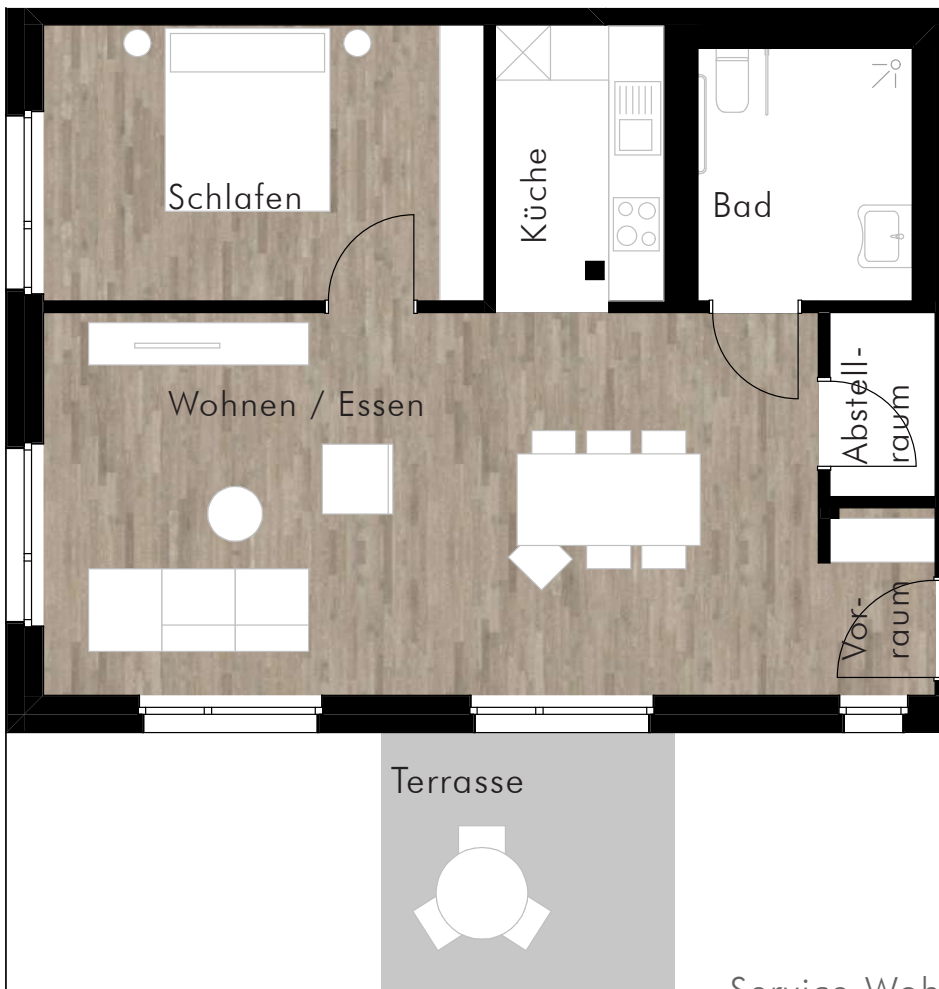 Schlafen
Küche
Bad
Wohnen / Essen
Abstell-
raum
Vor-
raum
Terrasse